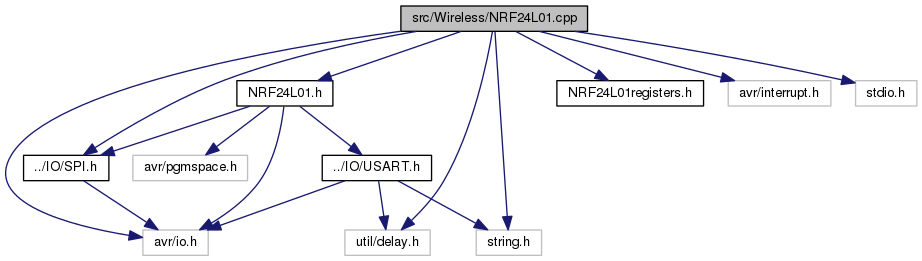 src/Wireless/NRF24L01.cpp
NRF24L01.h
NRF24L01registers.h
avr/interrupt.h
stdio.h
../IO/SPI.h
avr/pgmspace.h
../IO/USART.h
avr/io.h
util/delay.h
string.h